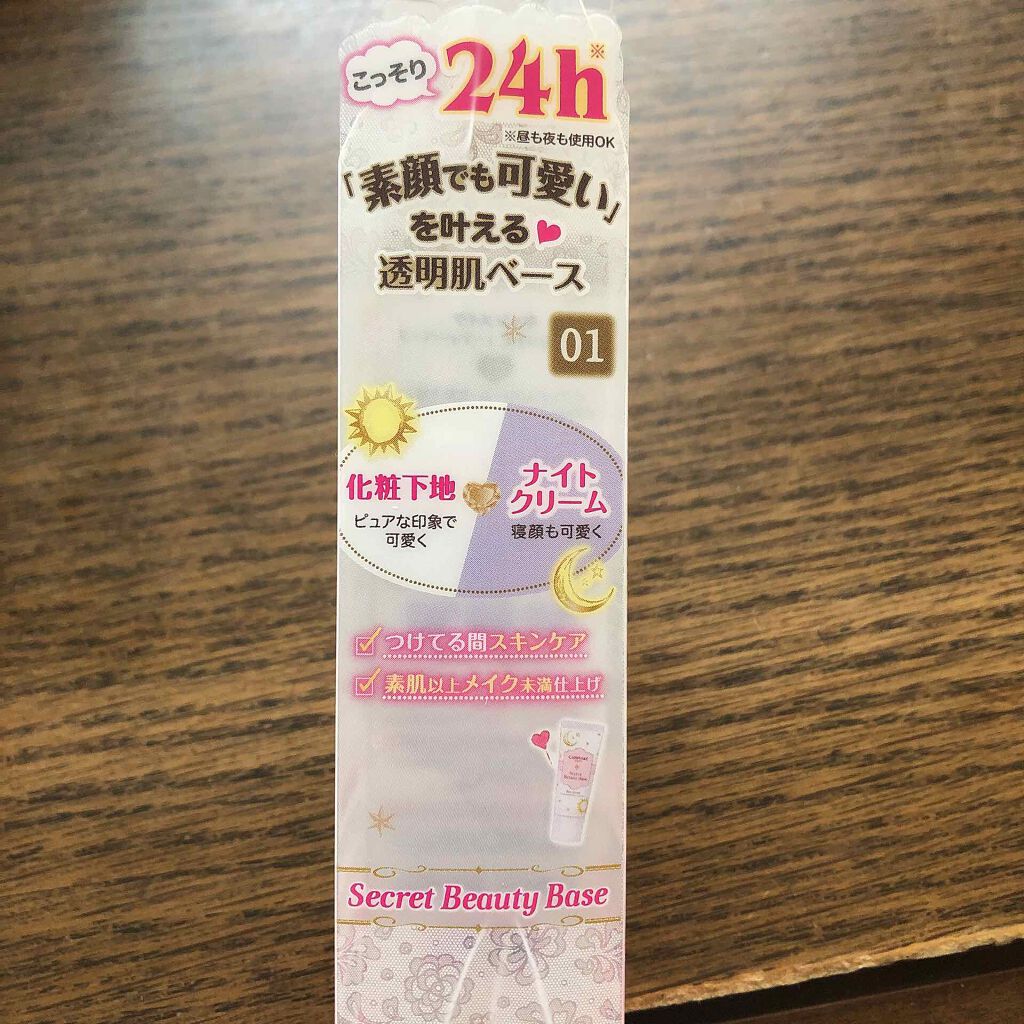 こっそり
24h※
※昼も夜も使用OK
「素顔でも可愛い」
を叶える
透明肌ベース
01
化粧下地
ピュアな印象で
可愛く
ナイト
クリーム
寝顔も可愛く
つけてる間スキンケア
素肌以上メイク未満仕上げ
Secret Beauty Base